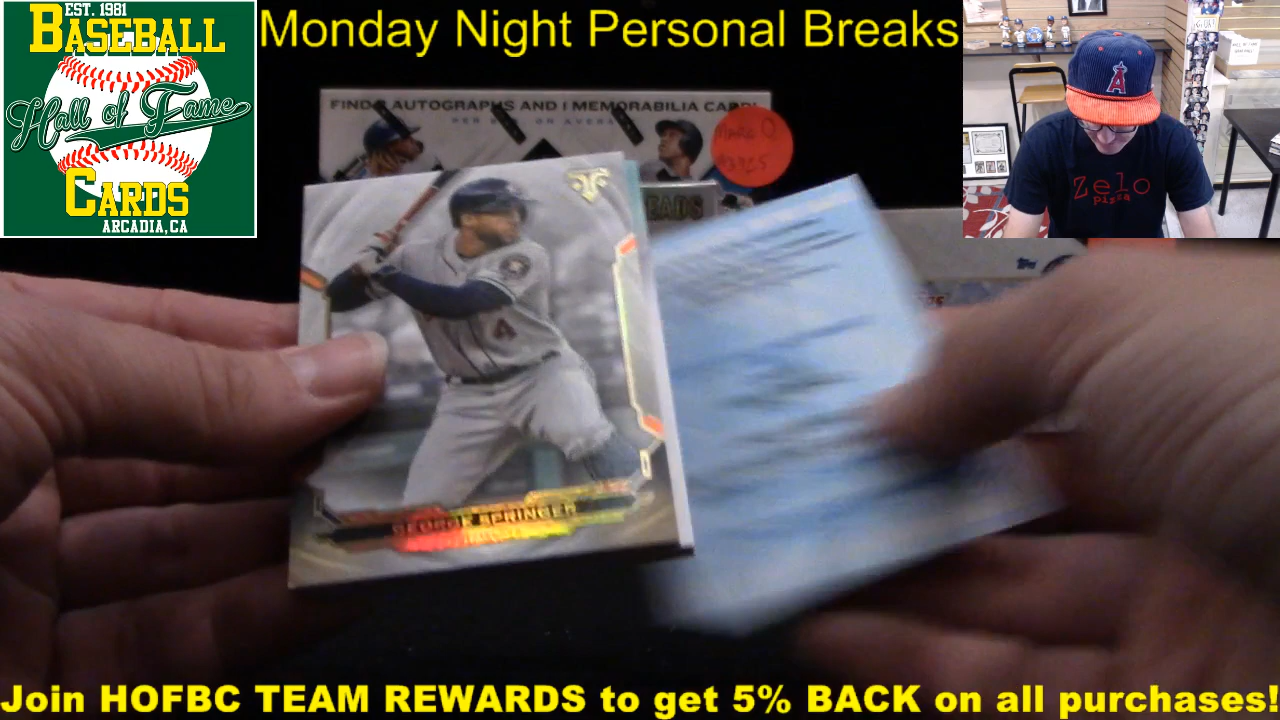 EST. 1981
BASEBALL
Hall of Fame
CARDS
ARCADIA, CA
Monday Night Personal Breaks
FIND 2 AUTOGRAPHS AND 1 MEMORABILIA CARD!
A
Zelo
pizza
4
GEORGE SPRINGER
Join HOFBC TEAM REWARDS to get 5% BACK on all purchases!